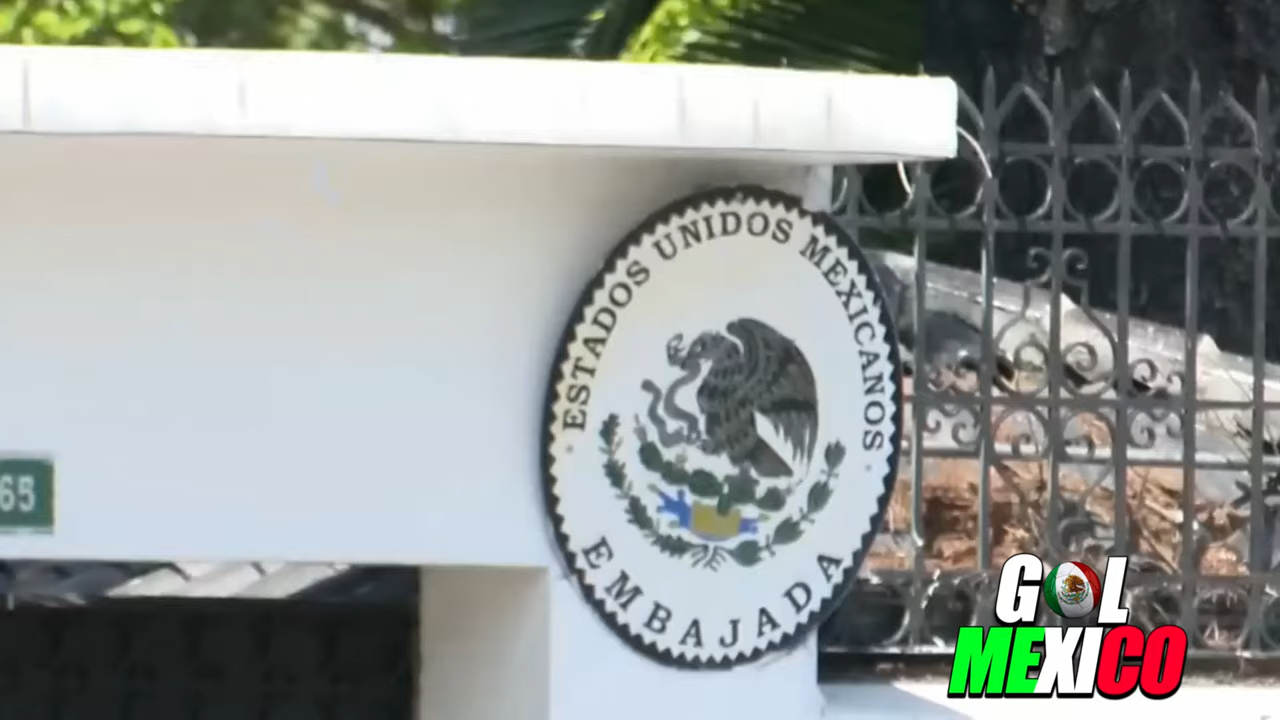 ESTADOS UNIDOS MEXICANOS
EMBAJADA
65
GOL
MEXICO